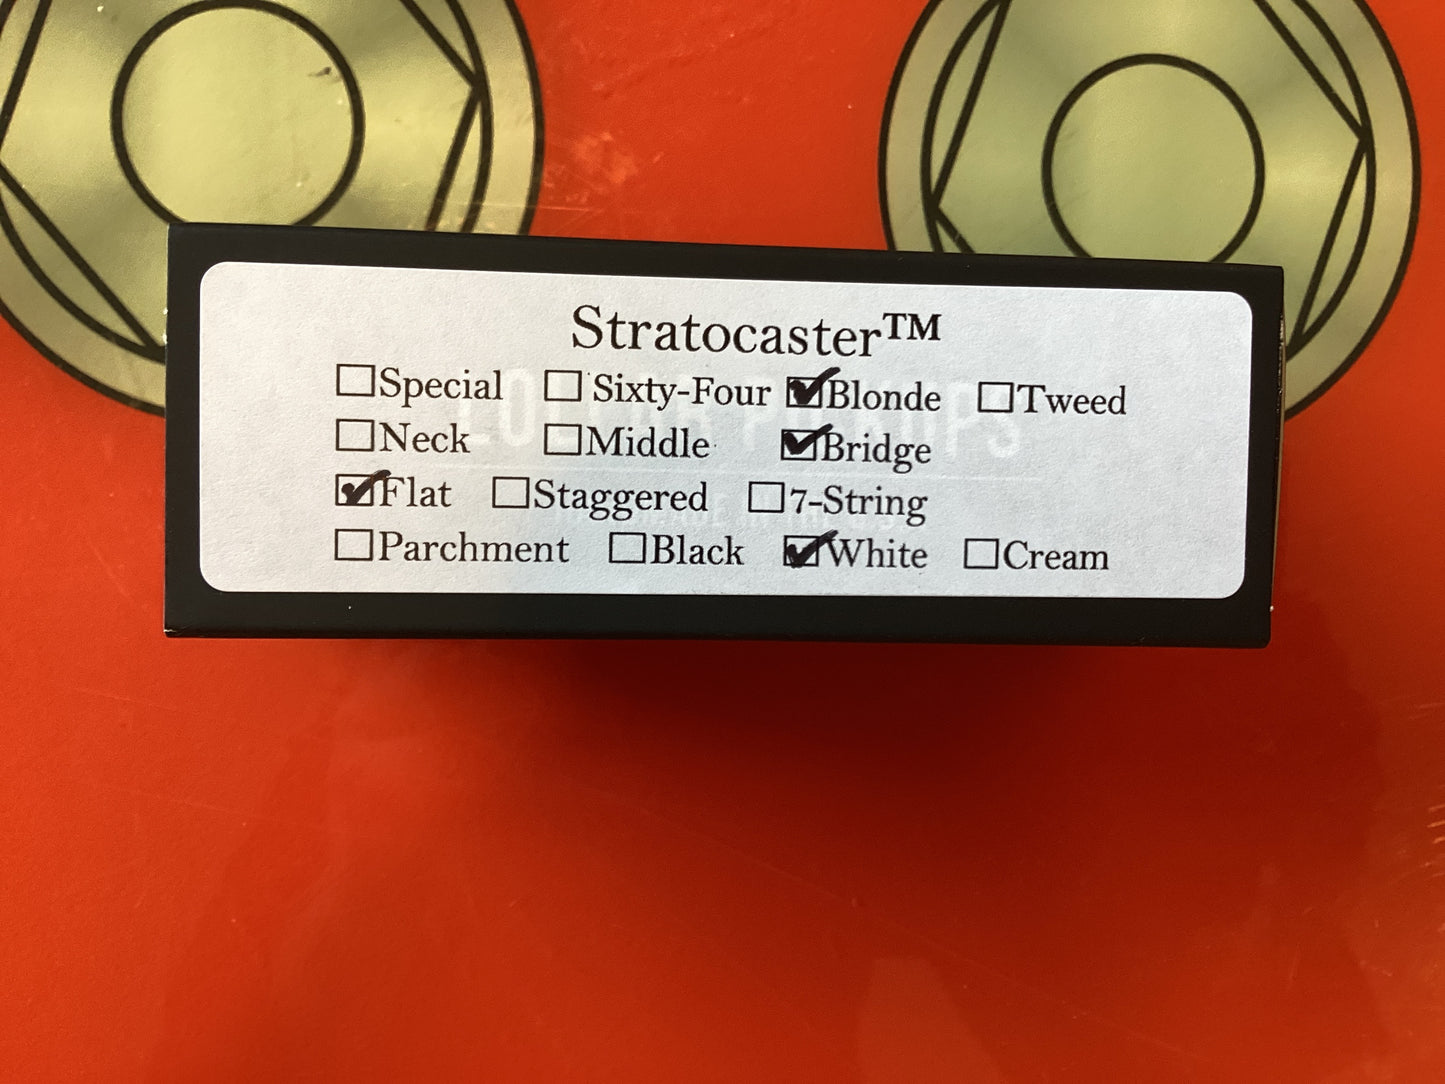 Stratocaster™
☐Special ☐Sixty-Four ☑Blonde ☐Tweed
☐Neck ☐Middle ☑Bridge
☑Flat ☐Staggered ☐7-String
☐Parchment ☐Black ☑White ☐Cream